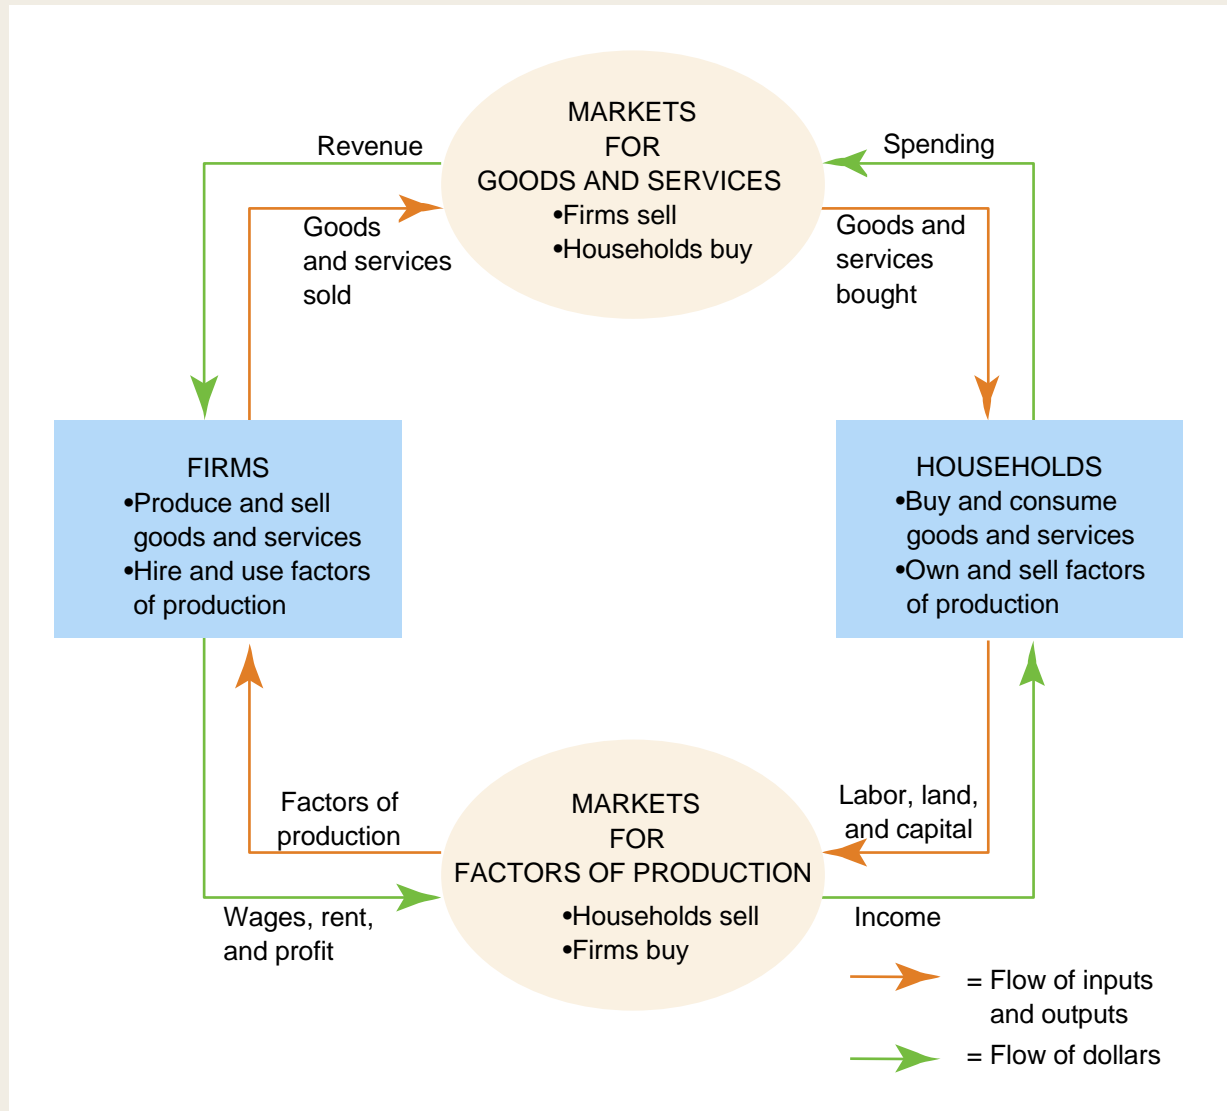 MARKETS
FOR
GOODS AND SERVICES
•Firms sell
•Households buy
Revenue
Goods
and services
sold
Spending
Goods and
services
bought
FIRMS
•Produce and sell
goods and services
•Hire and use factors
of production
HOUSEHOLDS
•Buy and consume
goods and services
•Own and sell factors
of production
Factors of
production
Wages, rent,
and profit
MARKETS
FOR
FACTORS OF PRODUCTION
•Households sell
•Firms buy
Labor, land,
and capital
Income
= Flow of inputs
and outputs
= Flow of dollars